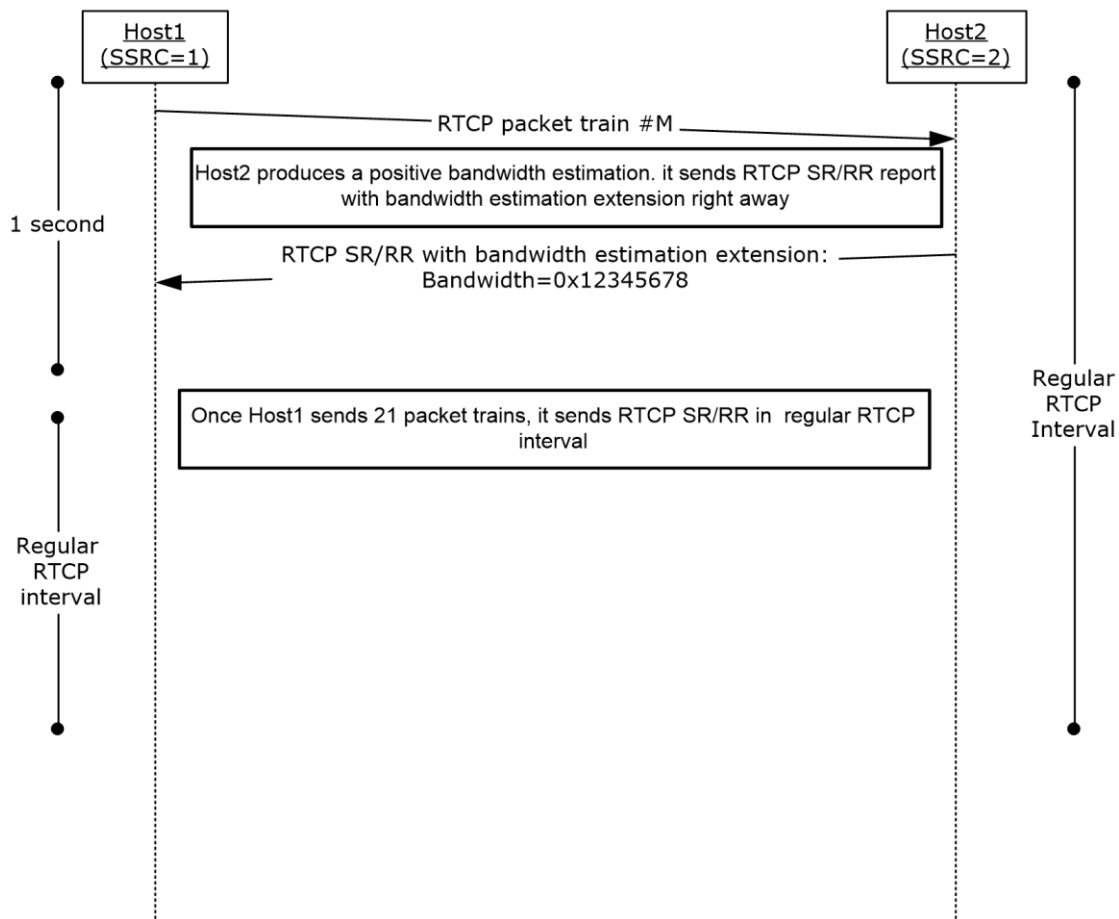 Host1
(SSRC=1)
Host2
(SSRC=2)
RTCP packet train #M
Host2 produces a positive bandwidth estimation. it sends RTCP SR/RR report
with bandwidth estimation extension right away
1 second
RTCP SR/RR with bandwidth estimation extension:
Bandwidth=0x12345678
Regular
RTCP
Interval
Once Host1 sends 21 packet trains, it sends RTCP SR/RR in regular RTCP
interval
Regular
RTCP
interval